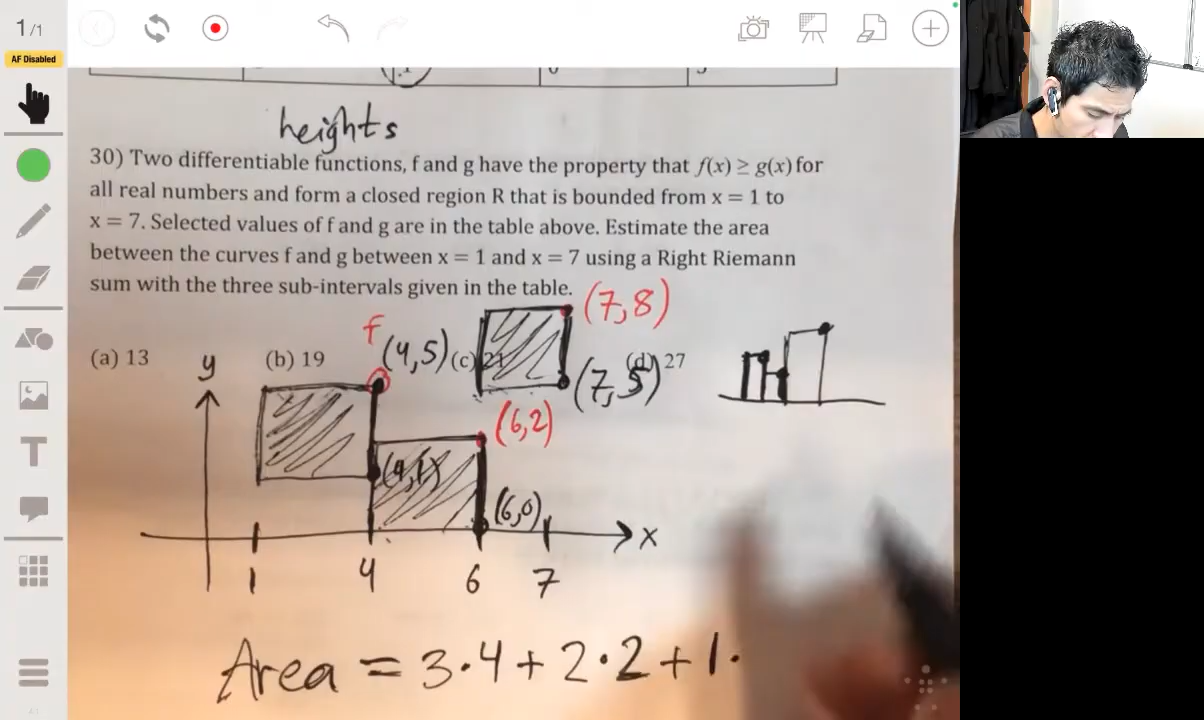 1/1
AF Disabled
heights
30) Two differentiable functions, f and g have the property that f(x) ≥ g(x) for
all real numbers and form a closed region R that is bounded from x = 1 to
x = 7. Selected values of f and g are in the table above. Estimate the area
between the curves f and g between x = 1 and x = 7 using a Right Riemann
sum with the three sub-intervals given in the table.
(7,8)
f
(4,5)
(a) 13
(b) 19
(c) 21
(d) 27
y
(7,5)
(6,2)
(4,1)
(6,0)
x
1 4 6 7
Area = 3·4 + 2·2 + 1·